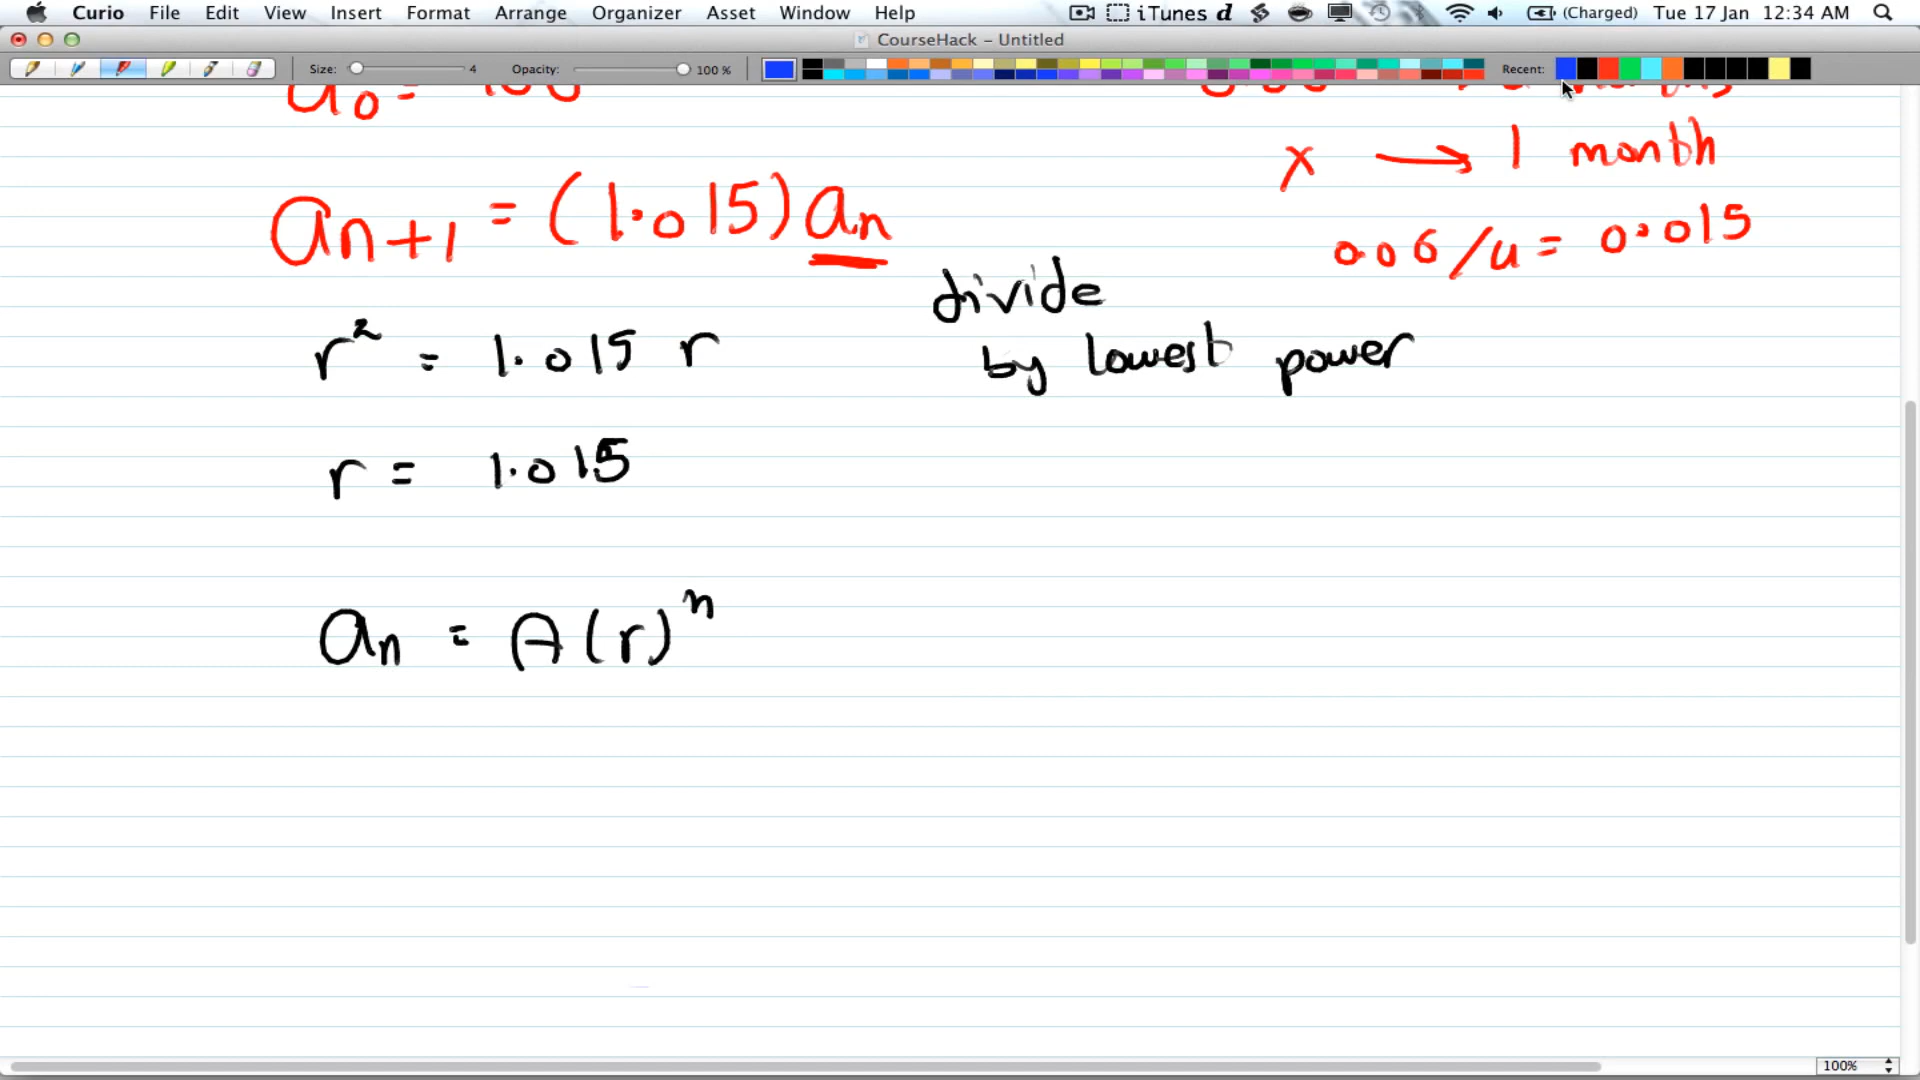 Curio File Edit View Insert Format Arrange Organizer Asset Window Help iTunes d (Charged) Tue 17 Jan 12:34 AM
CourseHack – Untitled
Size: 4 Opacity: 100 % Recent:
a0 = 100
x → 1 month
an+1 = (1.015)an
0.06/4 = 0.015
divide
r² = 1.015 r
by lowest power
r = 1.015
an = A(r)ⁿ
100%